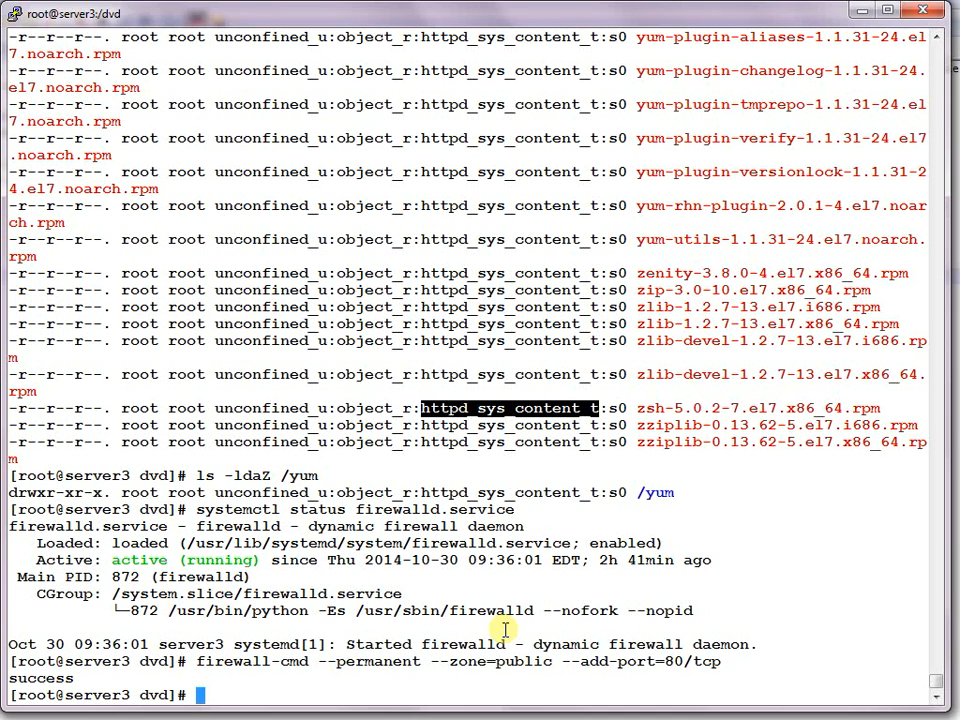 root@server3:/dvd
-r--r--r--. root root unconfined_u:object_r:httpd_sys_content_t:s0 yum-plugin-aliases-1.1.31-24.el
7.noarch.rpm
-r--r--r--. root root unconfined_u:object_r:httpd_sys_content_t:s0 yum-plugin-changelog-1.1.31-24.
el7.noarch.rpm
-r--r--r--. root root unconfined_u:object_r:httpd_sys_content_t:s0 yum-plugin-tmprepo-1.1.31-24.el
7.noarch.rpm
-r--r--r--. root root unconfined_u:object_r:httpd_sys_content_t:s0 yum-plugin-verify-1.1.31-24.el7
.noarch.rpm
-r--r--r--. root root unconfined_u:object_r:httpd_sys_content_t:s0 yum-plugin-versionlock-1.1.31-2
4.el7.noarch.rpm
-r--r--r--. root root unconfined_u:object_r:httpd_sys_content_t:s0 yum-rhn-plugin-2.0.1-4.el7.noar
ch.rpm
-r--r--r--. root root unconfined_u:object_r:httpd_sys_content_t:s0 yum-utils-1.1.31-24.el7.noarch.
rpm
-r--r--r--. root root unconfined_u:object_r:httpd_sys_content_t:s0 zenity-3.8.0-4.el7.x86_64.rpm
-r--r--r--. root root unconfined_u:object_r:httpd_sys_content_t:s0 zip-3.0-10.el7.x86_64.rpm
-r--r--r--. root root unconfined_u:object_r:httpd_sys_content_t:s0 zlib-1.2.7-13.el7.i686.rpm
-r--r--r--. root root unconfined_u:object_r:httpd_sys_content_t:s0 zlib-1.2.7-13.el7.x86_64.rpm
-r--r--r--. root root unconfined_u:object_r:httpd_sys_content_t:s0 zlib-devel-1.2.7-13.el7.i686.rp
m
-r--r--r--. root root unconfined_u:object_r:httpd_sys_content_t:s0 zlib-devel-1.2.7-13.el7.x86_64.
rpm
-r--r--r--. root root unconfined_u:object_r:httpd_sys_content_t:s0 zsh-5.0.2-7.el7.x86_64.rpm
-r--r--r--. root root unconfined_u:object_r:httpd_sys_content_t:s0 zziplib-0.13.62-5.el7.i686.rpm
-r--r--r--. root root unconfined_u:object_r:httpd_sys_content_t:s0 zziplib-0.13.62-5.el7.x86_64.rp
m
[root@server3 dvd]# ls -ldaZ /yum
drwxr-xr-x. root root unconfined_u:object_r:httpd_sys_content_t:s0 /yum
[root@server3 dvd]# systemctl status firewalld.service
firewalld.service - firewalld - dynamic firewall daemon
Loaded: loaded (/usr/lib/systemd/system/firewalld.service; enabled)
Active: active (running) since Thu 2014-10-30 09:36:01 EDT; 2h 41min ago
Main PID: 872 (firewalld)
CGroup: /system.slice/firewalld.service
└─872 /usr/bin/python -Es /usr/sbin/firewalld --nofork --nopid
Oct 30 09:36:01 server3 systemd[1]: Started firewalld - dynamic firewall daemon.
[root@server3 dvd]# firewall-cmd --permanent --zone=public --add-port=80/tcp
success
[root@server3 dvd]#